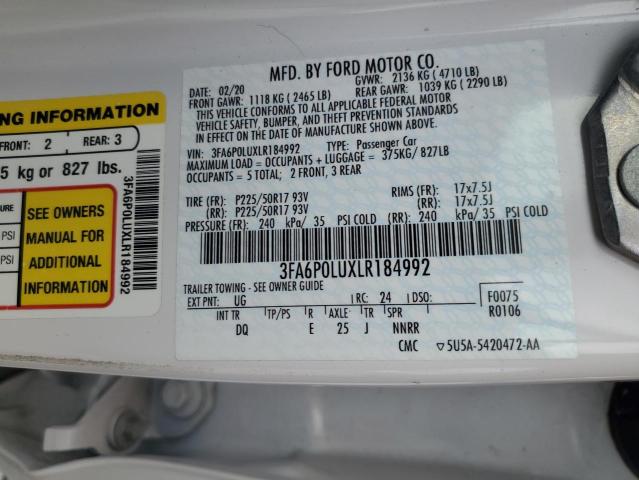 NG INFORMATION
FRONT: 2 REAR: 3
5 kg or 827 lbs.
SURE
PSI
PSI
SEE OWNERS
MANUAL FOR
ADDITIONAL
INFORMATION
3FA6P0LUXLR184992
MFD. BY FORD MOTOR CO.
DATE: 02/20 GVWR: 2136 KG ( 4710 LB)
FRONT GAWR: 1118 KG ( 2465 LB) REAR GAWR: 1039 KG ( 2290 LB)
THIS VEHICLE CONFORMS TO ALL APPLICABLE FEDERAL MOTOR
VEHICLE SAFETY, BUMPER, AND THEFT PREVENTION STANDARDS
IN EFFECT ON THE DATE OF MANUFACTURE SHOWN ABOVE.
VIN: 3FA6P0LUXLR184992 TYPE: Passenger Car
MAXIMUM LOAD = OCCUPANTS + LUGGAGE = 375KG/ 827LB
OCCUPANTS = 5 TOTAL; 2 FRONT, 3 REAR
TIRE (FR): P225/50R17 93V RIMS (FR): 17x7.5J
(RR): P225/50R17 93V (RR): 17x7.5J
PRESSURE (FR): 240 kPa/ 35 PSI COLD (RR): 240 kPa/ 35 PSI COLD
3FA6P0LUXLR184992
TRAILER TOWING - SEE OWNER GUIDE
EXT PNT: UG RC: 24 DSO: F0075
INT TR TP/PS R AXLE TR SPR R0106
DQ E 25 J NNRR
CMC ▽5U5A-5420472-AA